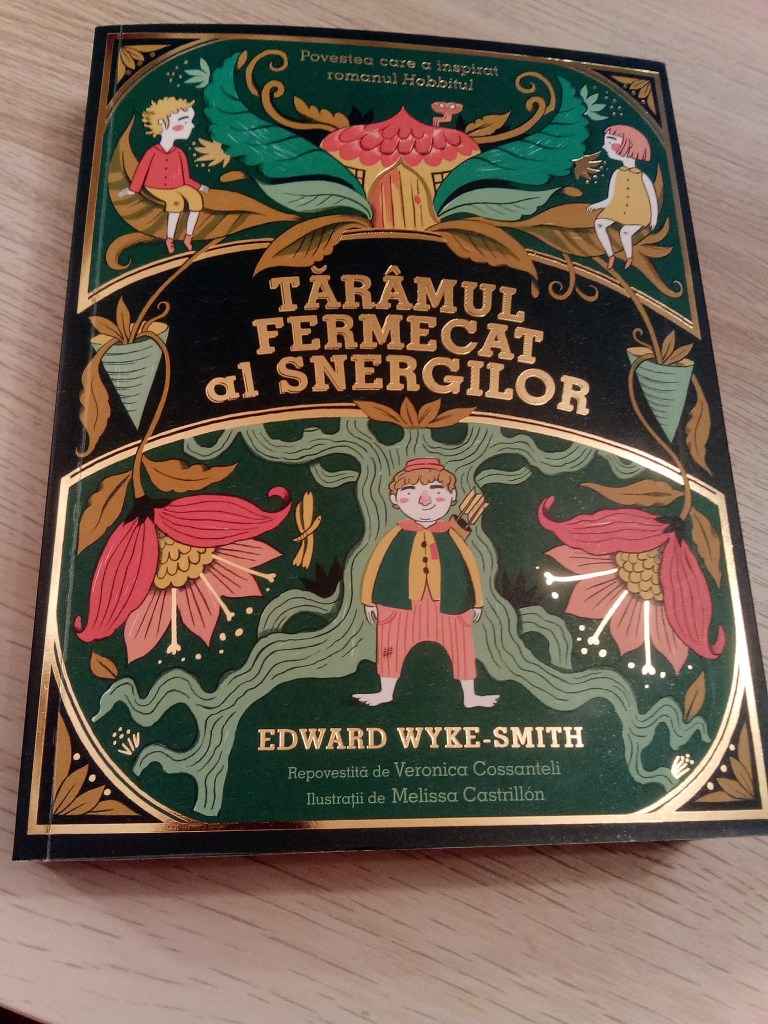 Povestea care a inspirat
romanul Hobbitul
TĂRÂMUL
FERMECAT
al SNERGILOR
EDWARD WYKE-SMITH
Repovestită de Veronica Cossanteli
Ilustrații de Melissa Castrillón